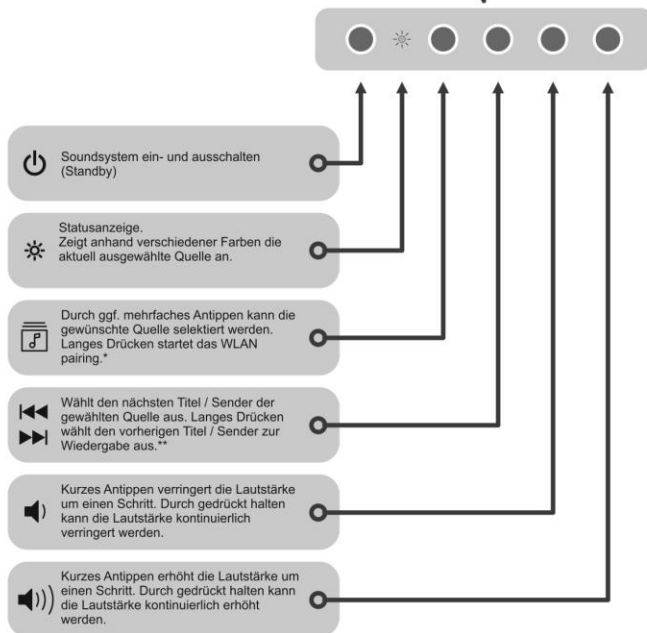 Soundsystem ein- und ausschalten
(Standby)
Statusanzeige.
Zeigt anhand verschiedener Farben die
aktuell ausgewählte Quelle an.
Durch ggf. mehrfaches Antippen kann die
gewünschte Quelle selektiert werden.
Langes Drücken startet das WLAN
pairing.*
Wählt den nächsten Titel / Sender der
gewählten Quelle aus. Langes Drücken
wählt den vorherigen Titel / Sender zur
Wiedergabe aus.**
Kurzes Antippen verringert die Lautstärke
um einen Schritt. Durch gedrückt halten
kann die Lautstärke kontinuierlich
verringert werden.
Kurzes Antippen erhöht die Lautstärke um
einen Schritt. Durch gedrückt halten kann
die Lautstärke kontinuierlich erhöht
werden.